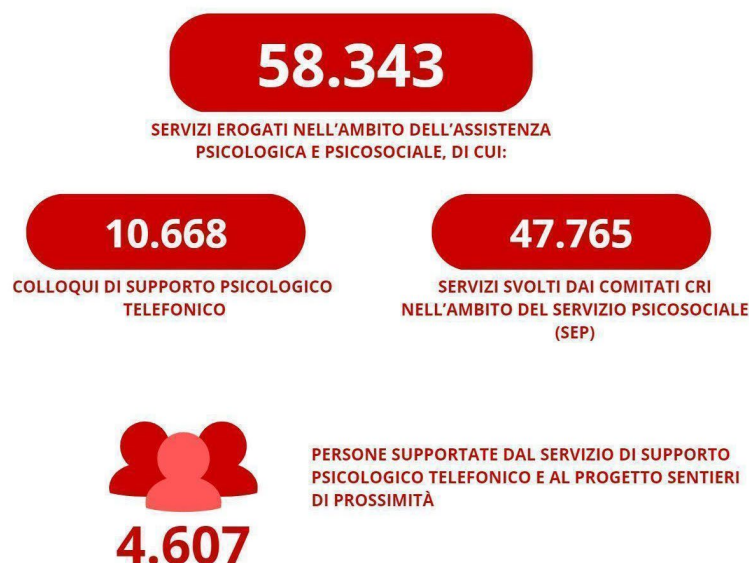 58.343
SERVIZI EROGATI NELL'AMBITO DELL'ASSISTENZA
PSICOLOGICA E PSICOSOCIALE, DI CUI:
10.668
COLLOQUI DI SUPPORTO PSICOLOGICO
TELEFONICO
47.765
SERVIZI SVOLTI DAI COMITATI CRI
NELL'AMBITO DEL SERVIZIO PSICOSOCIALE
(SEP)
PERSONE SUPPORTATE DAL SERVIZIO DI SUPPORTO
PSICOLOGICO TELEFONICO E AL PROGETTO SENTIERI
DI PROSSIMITÀ
4.607